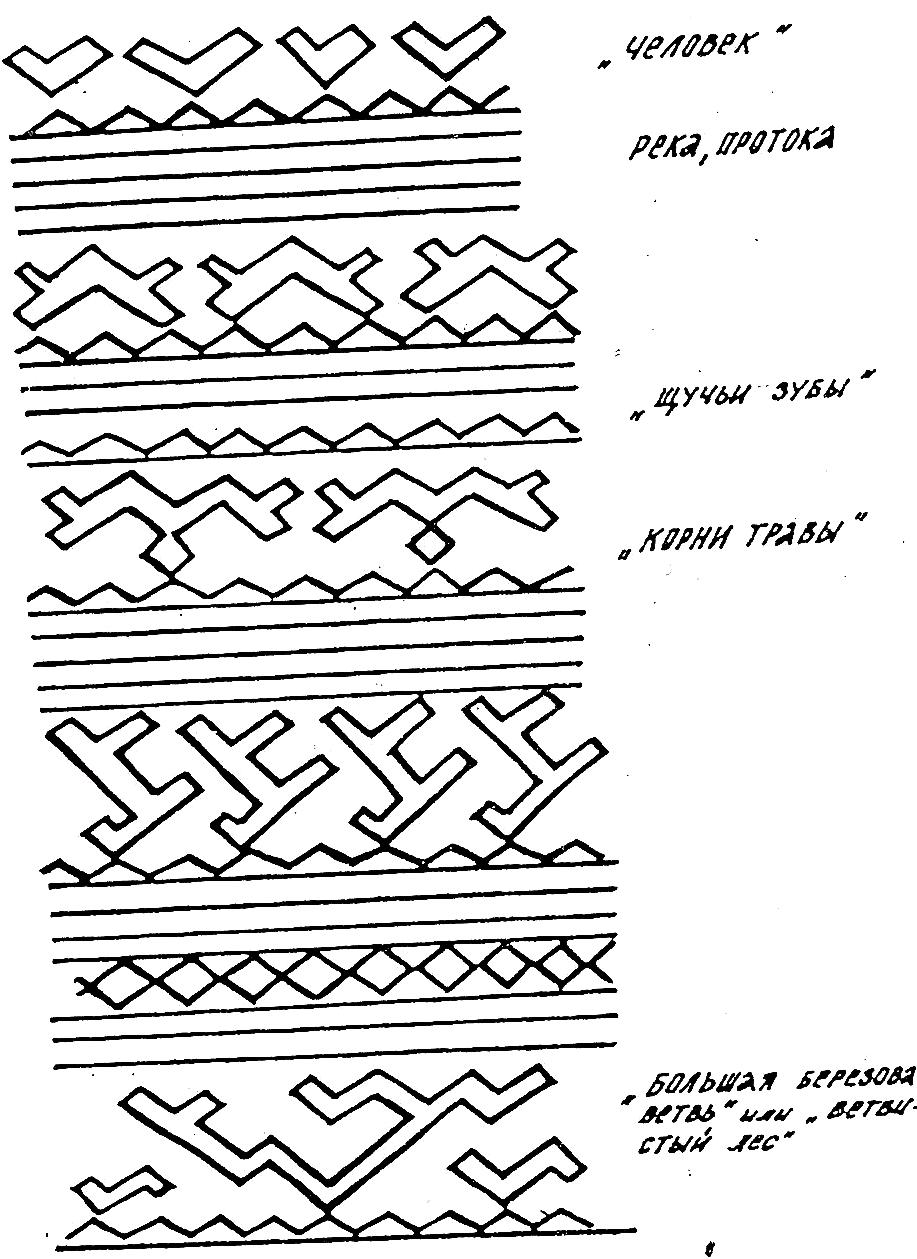 „человек"
река, протока
„щучьи зубы"
„корни травы"
„большая березова
ветвь" или „ветви-
стый лес"